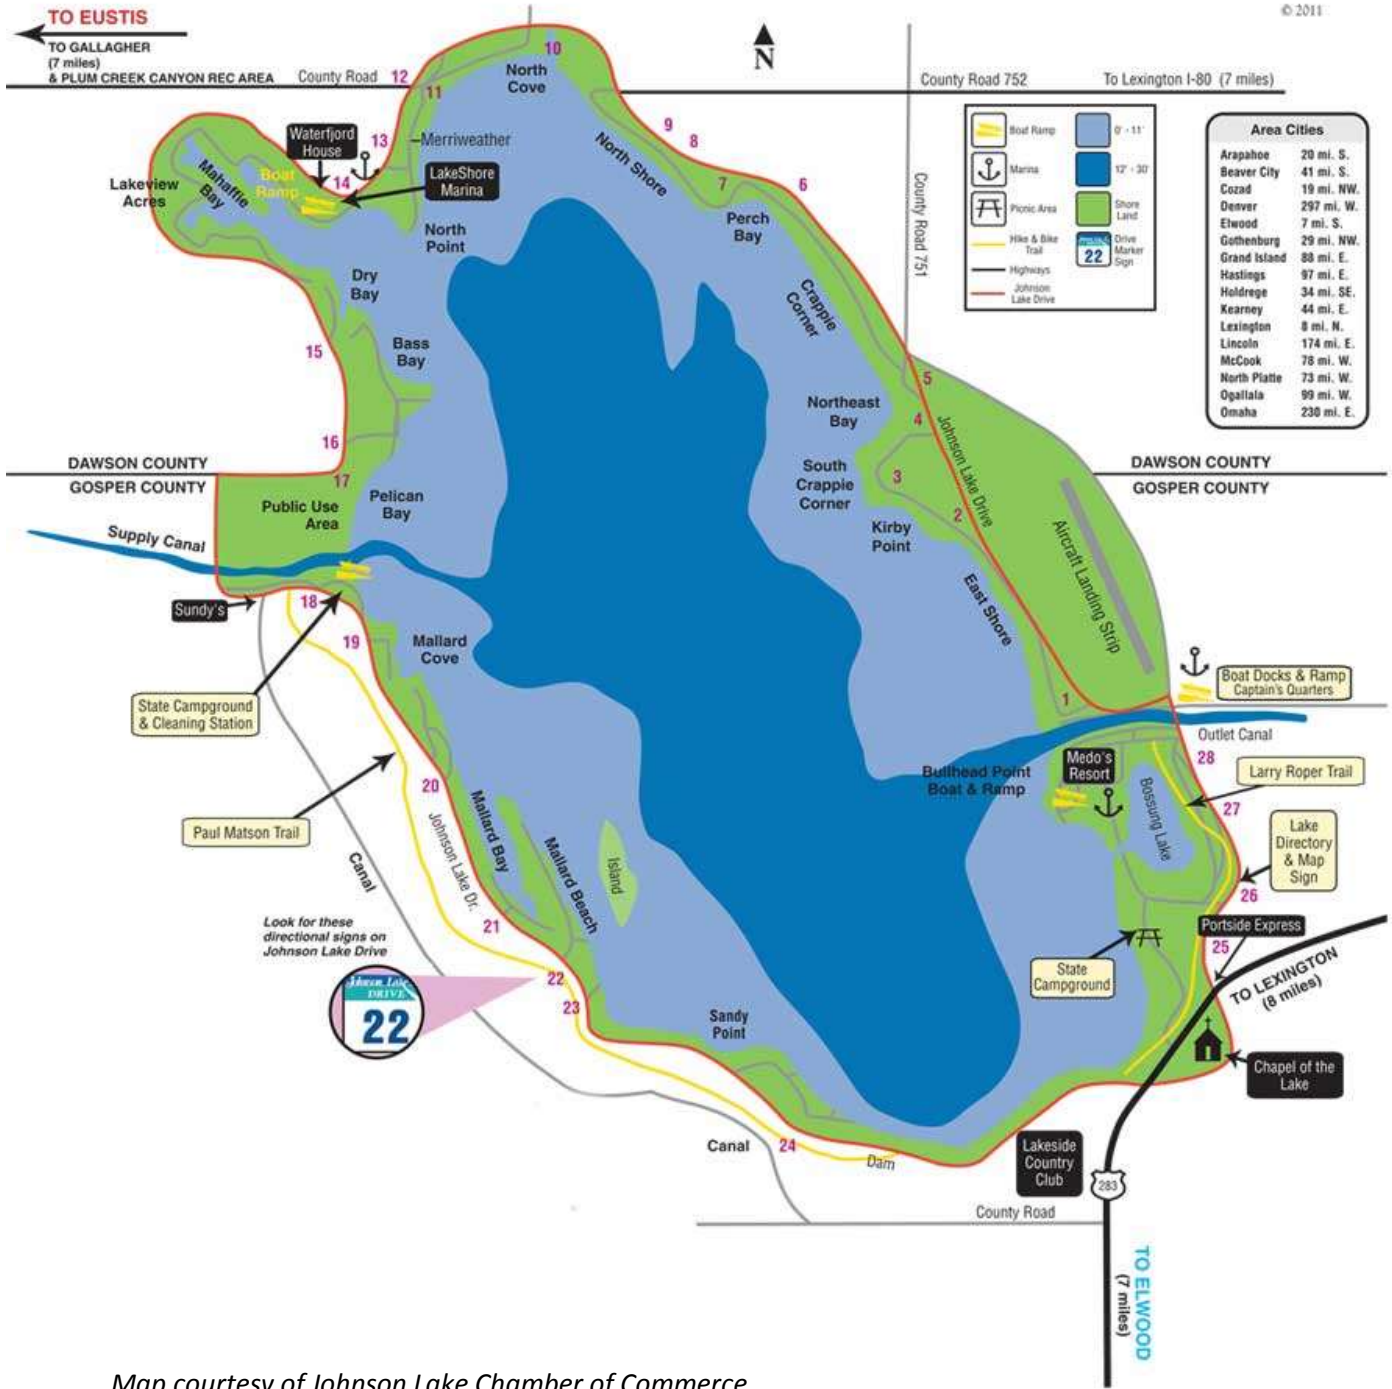 © 2011
TO EUSTIS
TO GALLAGHER
(7 miles)
& PLUM CREEK CANYON REC AREA
County Road
12
10
North
Cove
11
N
County Road 752
To Lexington I-80 (7 miles)
Boat Ramp
0' - 11'
Marina
12' - 30'
Picnic Area
Shore
Land
Hike & Bike
Trail
22
Drive
Marker
Sign
Highways
Johnson
Lake Drive
Area Cities
Arapahoe 20 mi. S.
Beaver City 41 mi. S.
Cozad 19 mi. NW.
Denver 297 mi. W.
Elwood 7 mi. S.
Gothenburg 29 mi. NW.
Grand Island 88 mi. E.
Hastings 97 mi. E.
Holdrege 34 mi. SE.
Kearney 44 mi. E.
Lexington 8 mi. N.
Lincoln 174 mi. E.
McCook 78 mi. W.
North Platte 73 mi. W.
Ogallala 99 mi. W.
Omaha 230 mi. E.
Waterfjord
House
13
Merriweather
9
8
North Shore
Lakeview
Acres
Mahaffie
Bay
Boat
Ramp
14
LakeShore
Marina
7
6
County Road 751
North
Point
Perch
Bay
Dry
Bay
Crappie
Corner
15
Bass
Bay
5
Northeast
Bay
4
Johnson Lake Drive
16
DAWSON COUNTY
GOSPER COUNTY
DAWSON COUNTY
GOSPER COUNTY
17
South
Crappie
Corner
3
Public Use
Area
Pelican
Bay
2
Kirby
Point
Aircraft Landing Strip
Supply Canal
Sundy's
18
East Shore
19
Mallard
Cove
State Campground
& Cleaning Station
1
Boat Docks & Ramp
Captain's Quarters
Outlet Canal
28
Medo's
Resort
Bullhead Point
Boat & Ramp
Larry Roper Trail
20
Bossung Lake
27
Paul Matson Trail
Johnson Lake Dr.
Mallard Bay
Mallard Beach
Island
Canal
Lake
Directory
& Map
Sign
26
Look for these
directional signs on
Johnson Lake Drive
21
Portside Express
25
TO LEXINGTON
(8 miles)
State
Campground
22
23
Johnson Lake
DRIVE
22
Sandy
Point
Chapel of the
Lake
Canal
24
Dam
Lakeside
Country
Club
283
County Road
TO ELWOOD
(7 miles)
Map courtesy of Johnson Lake Chamber of Commerce